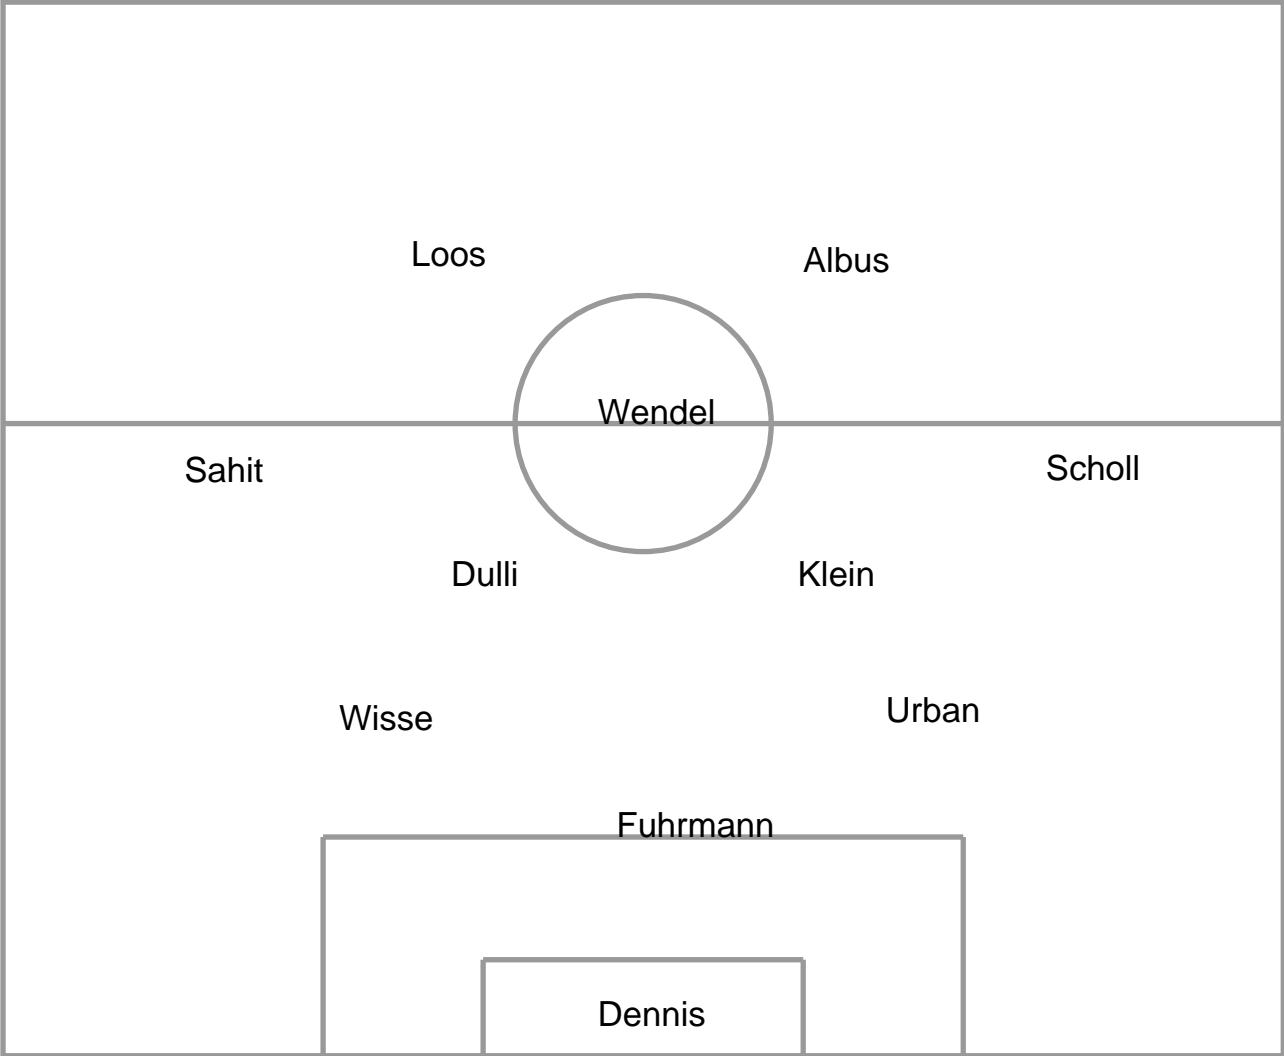 Loos
Albus
Wendel
Sahit
Scholl
Dulli
Klein
Wisse
Urban
Fuhrmann
Dennis